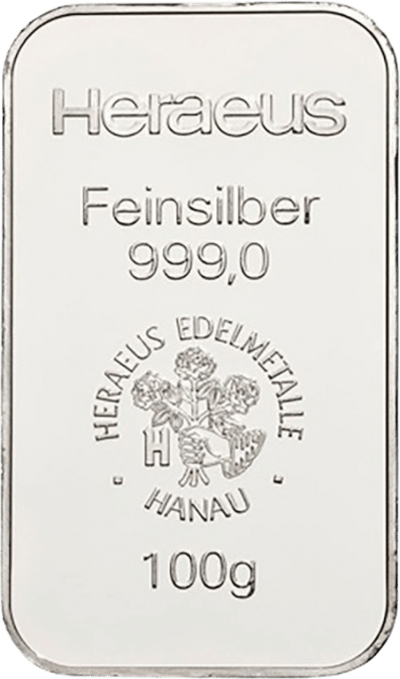 Heraeus
Feinsilber
999,0
HERAEUS EDELMETALLE
H
HANAU
100g